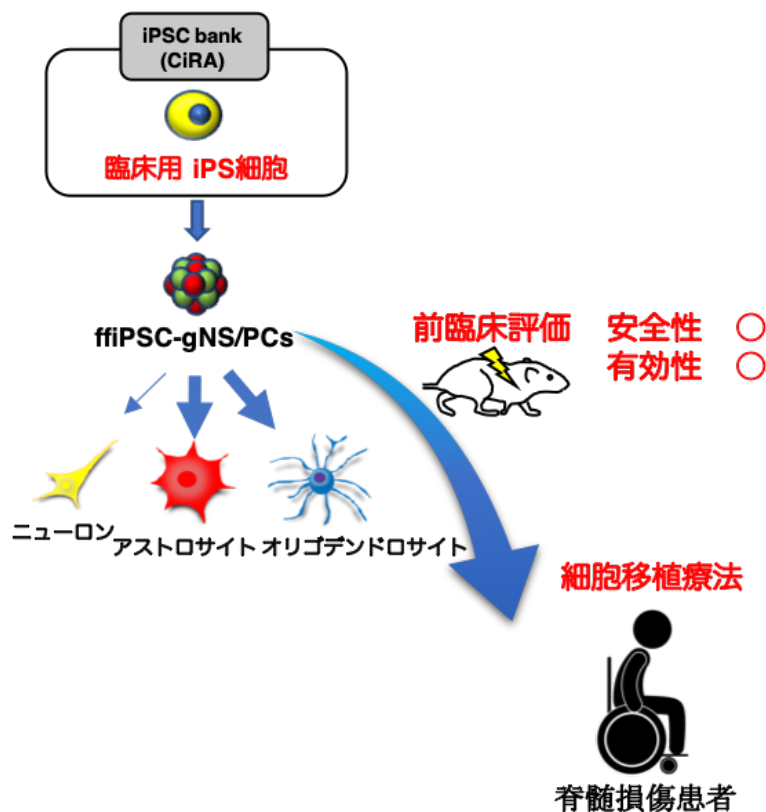 iPSC bank
(CiRA)
臨床用 iPS細胞
ffiPSC-gNS/PCs
前臨床評価 安全性 ○
有効性 ○
ニューロン
アストロサイト オリゴデンドロサイト
細胞移植療法
脊髄損傷患者